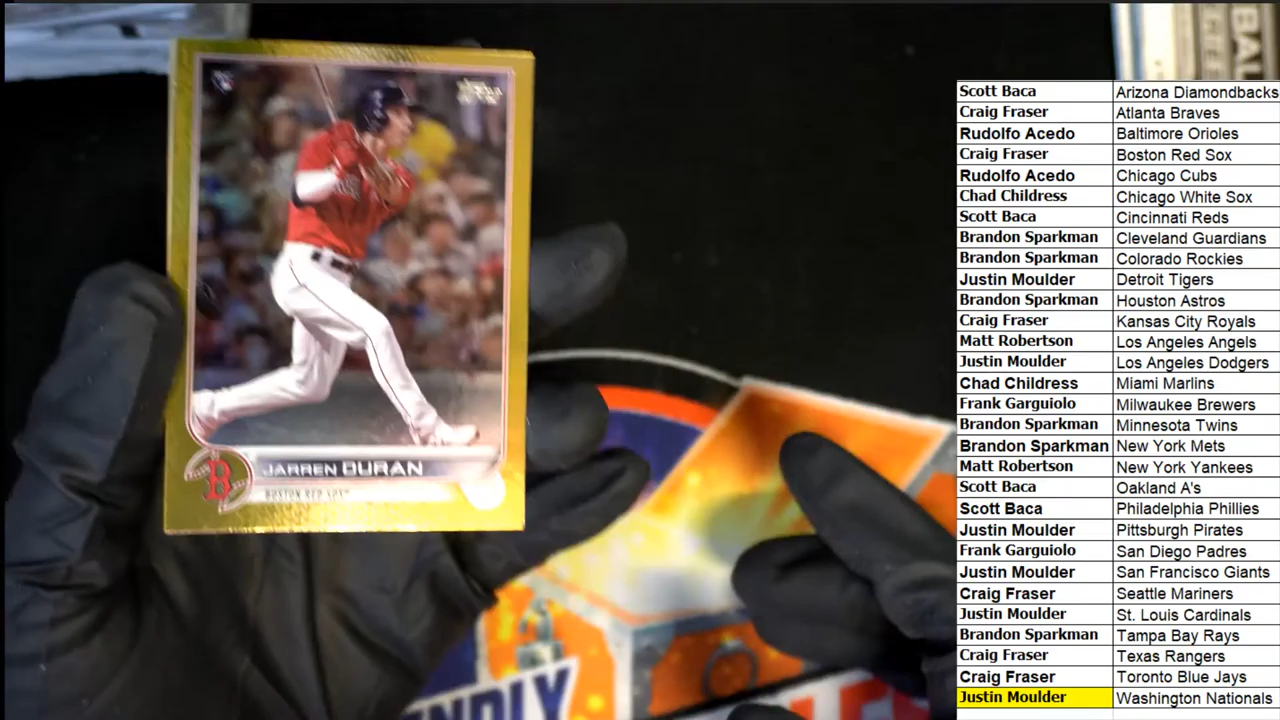 JARREN DURAN
BOSTON RED SOX
B
NDLY
BAL
Scott Baca Arizona Diamondbacks
Craig Fraser Atlanta Braves
Rudolfo Acedo Baltimore Orioles
Craig Fraser Boston Red Sox
Rudolfo Acedo Chicago Cubs
Chad Childress Chicago White Sox
Scott Baca Cincinnati Reds
Brandon Sparkman Cleveland Guardians
Brandon Sparkman Colorado Rockies
Justin Moulder Detroit Tigers
Brandon Sparkman Houston Astros
Craig Fraser Kansas City Royals
Matt Robertson Los Angeles Angels
Justin Moulder Los Angeles Dodgers
Chad Childress Miami Marlins
Frank Garguiolo Milwaukee Brewers
Brandon Sparkman Minnesota Twins
Brandon Sparkman New York Mets
Matt Robertson New York Yankees
Scott Baca Oakland A's
Scott Baca Philadelphia Phillies
Justin Moulder Pittsburgh Pirates
Frank Garguiolo San Diego Padres
Justin Moulder San Francisco Giants
Craig Fraser Seattle Mariners
Justin Moulder St. Louis Cardinals
Brandon Sparkman Tampa Bay Rays
Craig Fraser Texas Rangers
Craig Fraser Toronto Blue Jays
Justin Moulder Washington Nationals